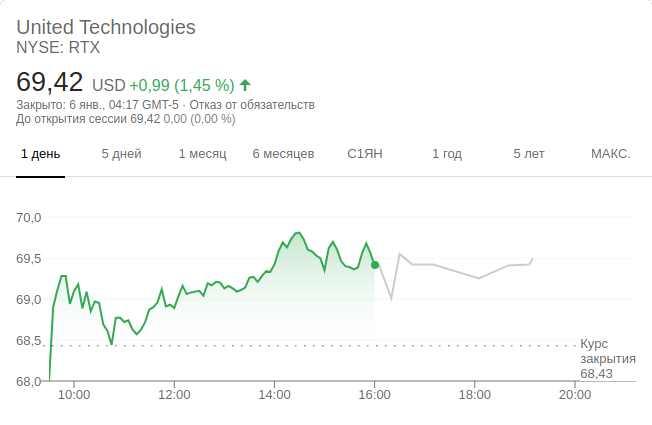 United Technologies
NYSE: RTX
69,42 USD +0,99 (1,45 %)
Закрыто: 6 янв., 04:17 GMT-5 · Отказ от обязательств
До открытия сессии 69,42 0,00 (0,00 %)
1 день 5 дней 1 месяц 6 месяцев С1ЯН 1 год 5 лет МАКС.
70,0
69,5
69,0
68,5
68,0
Курс
закрытия
68,43
10:00 12:00 14:00 16:00 18:00 20:00